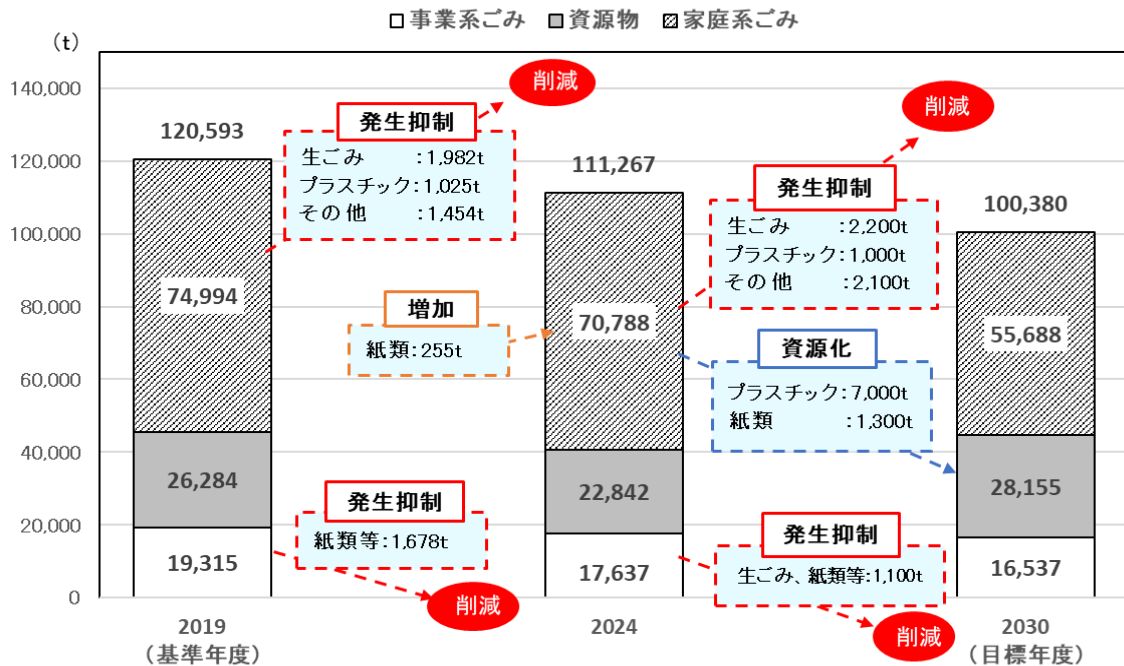 事業系ごみ 資源物 家庭系ごみ
（t）
140,000
120,000
100,000
80,000
60,000
40,000
20,000
0
120,593
74,994
26,284
19,315
2019
（基準年度）
発生抑制
生ごみ :1,982t
プラスチック:1,025t
その他 :1,454t
削減
増加
紙類:255t
発生抑制
紙類等:1,678t
削減
111,267
70,788
22,842
17,637
2024
発生抑制
生ごみ :2,200t
プラスチック:1,000t
その他 :2,100t
削減
資源化
プラスチック:7,000t
紙類 :1,300t
発生抑制
生ごみ、紙類等:1,100t
削減
100,380
55,688
28,155
16,537
2030
（目標年度）